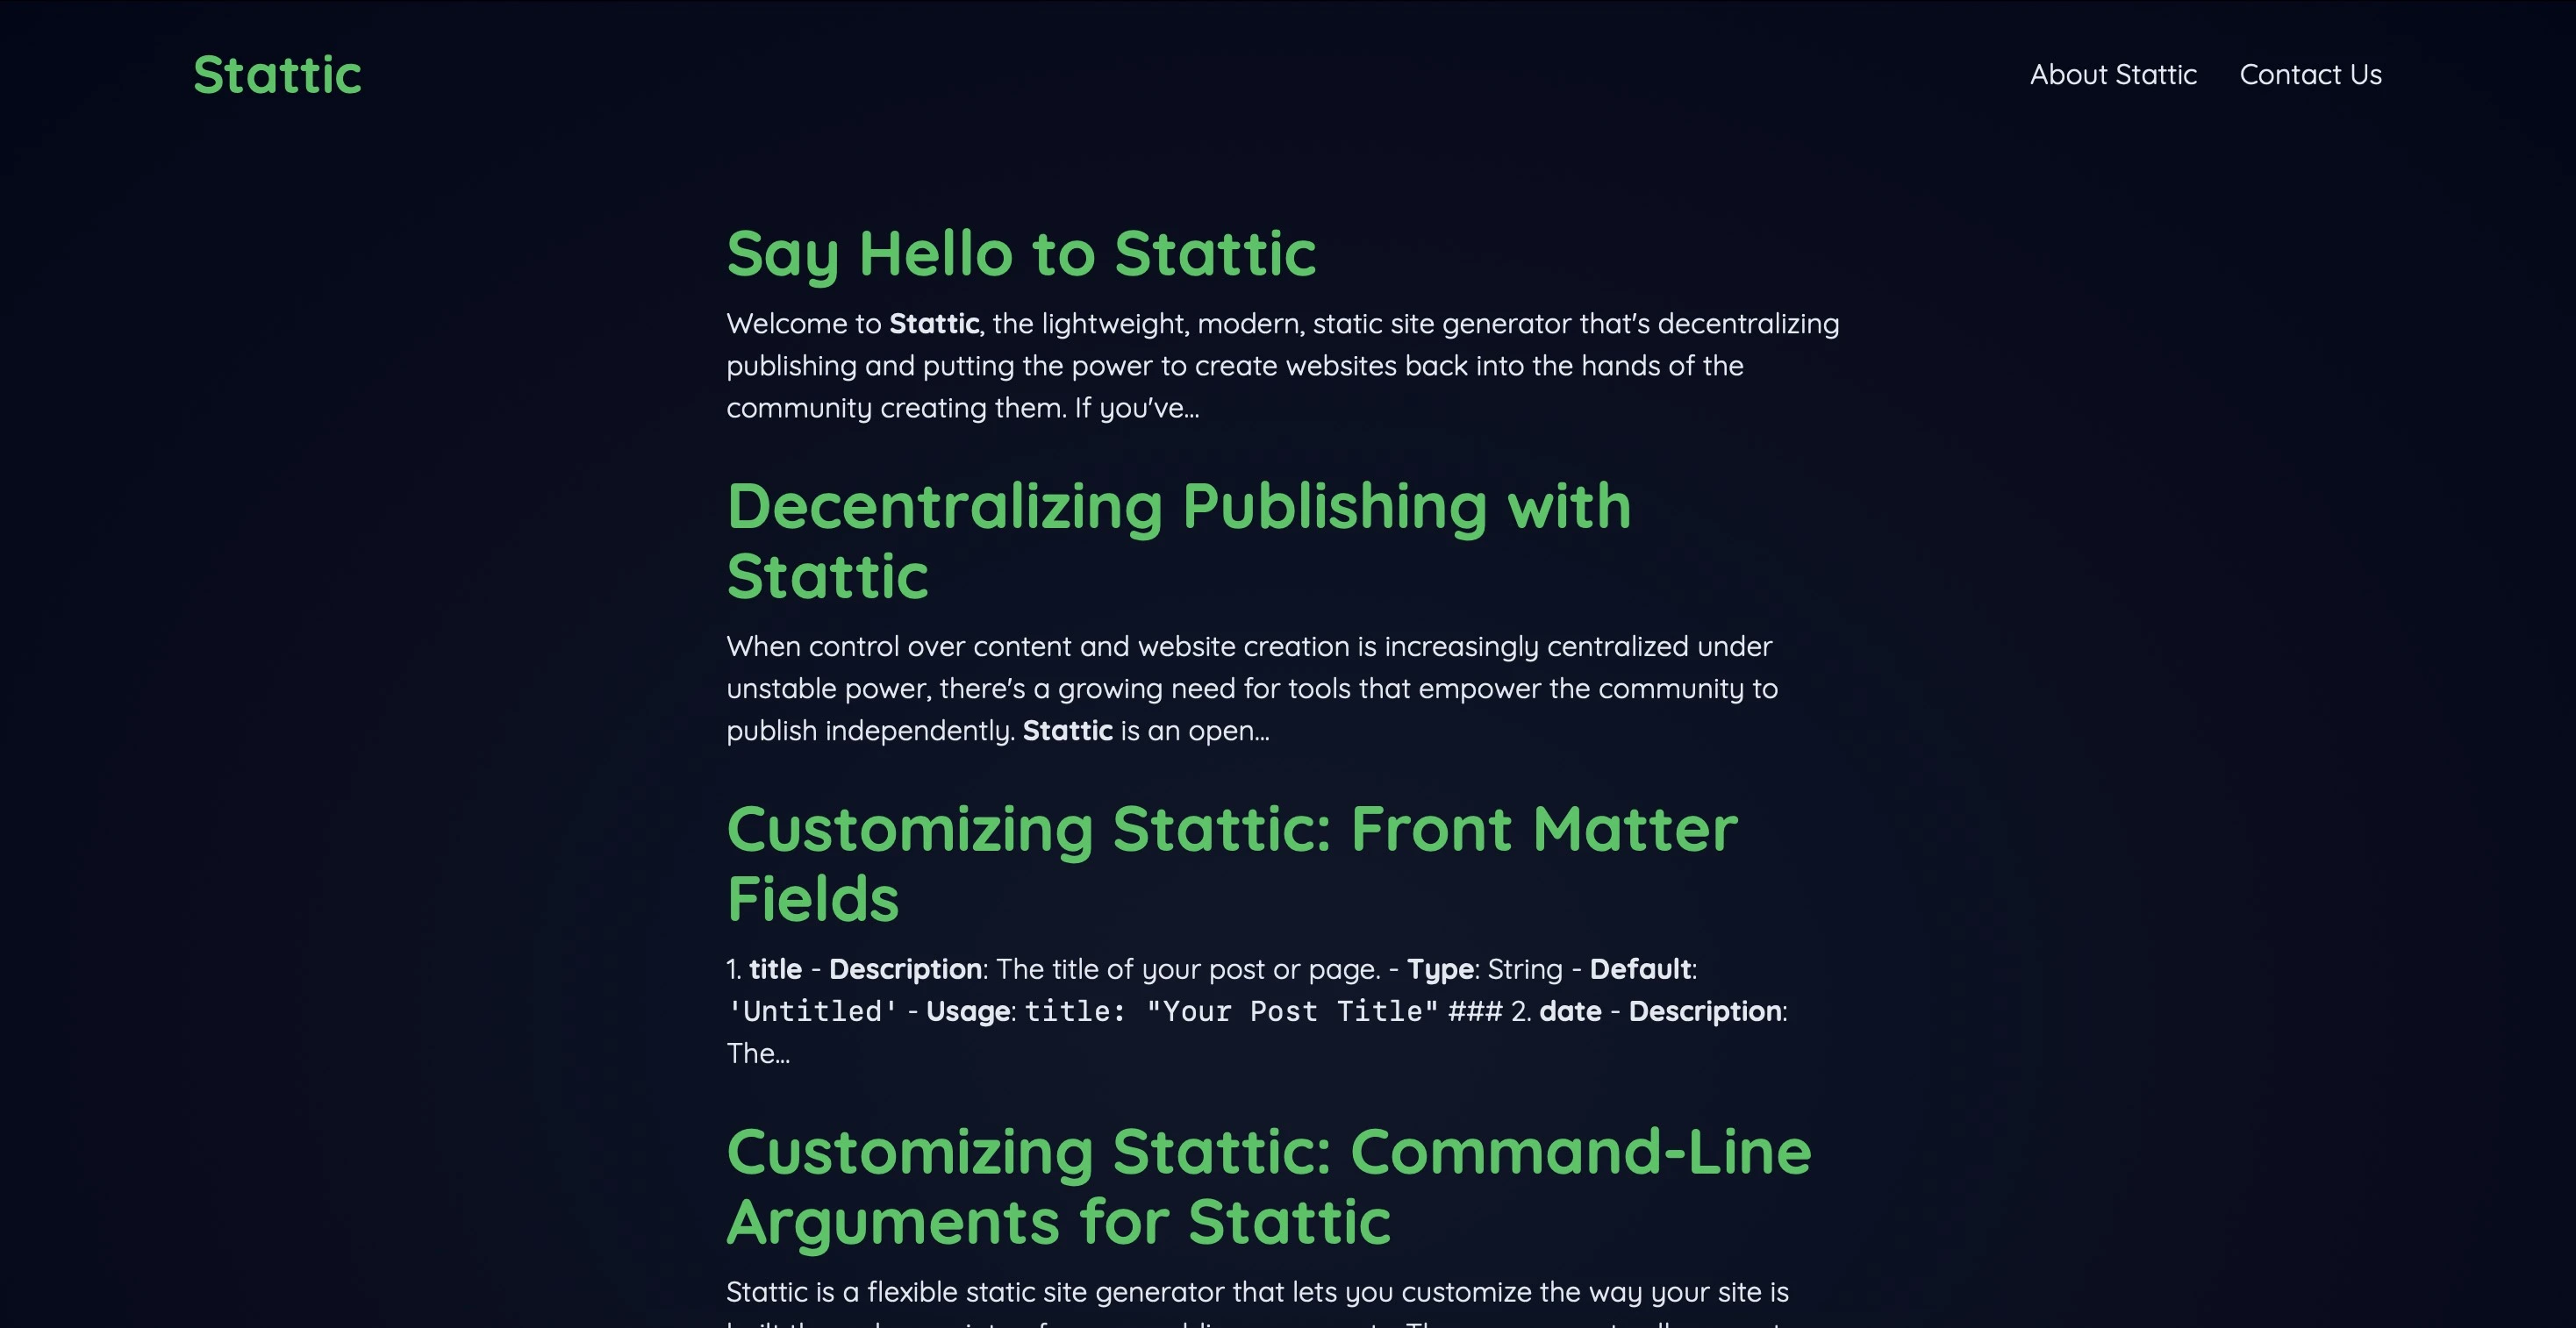 Stattic
About Stattic
Contact Us
Say Hello to Stattic
Welcome to Stattic, the lightweight, modern, static site generator that's decentralizing
publishing and putting the power to create websites back into the hands of the
community creating them. If you've...
Decentralizing Publishing with
Stattic
When control over content and website creation is increasingly centralized under
unstable power, there's a growing need for tools that empower the community to
publish independently. Stattic is an open...
Customizing Stattic: Front Matter
Fields
1. title - Description: The title of your post or page. - Type: String - Default:
'Untitled' - Usage: title: "Your Post Title" ### 2. date - Description:
The...
Customizing Stattic: Command-Line
Arguments for Stattic
Stattic is a flexible static site generator that lets you customize the way your site is